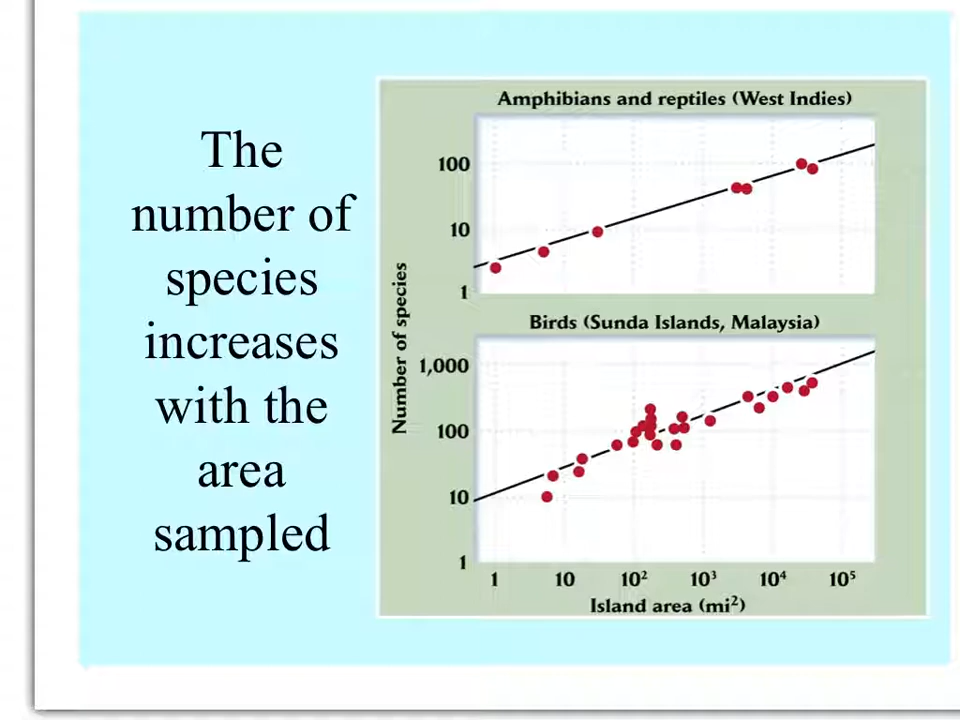 The
number of
species
increases
with the
area
sampled
Amphibians and reptiles (West Indies)
100
10
1
Number of species
Birds (Sunda Islands, Malaysia)
1,000
100
10
1
1 10 10² 10³ 10⁴ 10⁵
Island area (mi²)